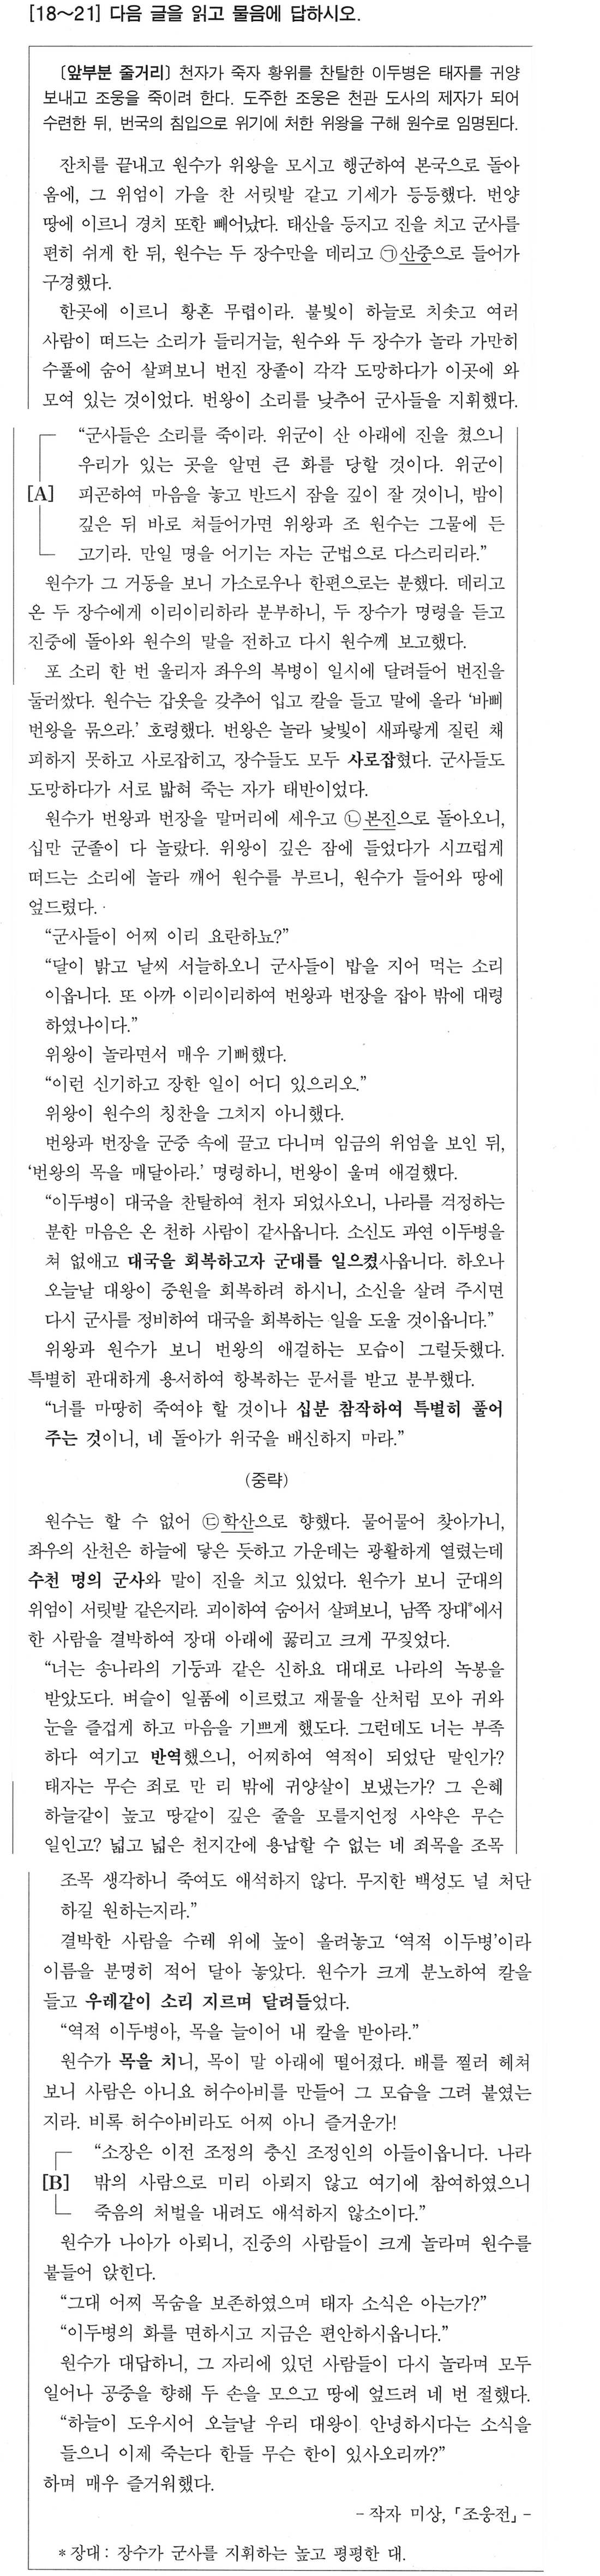 [18~21] 다음 글을 읽고 물음에 답하시오.
〔앞부분 줄거리〕 천자가 죽자 황위를 찬탈한 이두병은 태자를 귀양
보내고 조웅을 죽이려 한다. 도주한 조웅은 천관 도사의 제자가 되어
수련한 뒤, 번국의 침입으로 위기에 처한 위왕을 구해 원수로 임명된다.
잔치를 끝내고 원수가 위왕을 모시고 행군하여 본국으로 돌아
옴에, 그 위엄이 가을 찬 서릿발 같고 기세가 등등했다. 번양
땅에 이르니 경치 또한 빼어났다. 태산을 등지고 진을 치고 군사를
편히 쉬게 한 뒤, 원수는 두 장수만을 데리고 ㉠산중으로 들어가
구경했다.
한곳에 이르니 황혼 무렵이라. 불빛이 하늘로 치솟고 여러
사람이 떠드는 소리가 들리거늘, 원수와 두 장수가 놀라 가만히
수풀에 숨어 살펴보니 번진 장졸이 각각 도망하다가 이곳에 와
모여 있는 것이었다. 번왕이 소리를 낮추어 군사들을 지휘했다.
“군사들은 소리를 죽이라. 위군이 산 아래에 진을 쳤으니
우리가 있는 곳을 알면 큰 화를 당할 것이다. 위군이
[A] 피곤하여 마음을 놓고 반드시 잠을 깊이 잘 것이니, 밤이
깊은 뒤 바로 쳐들어가면 위왕과 조 원수는 그물에 든
고기라. 만일 명을 어기는 자는 군법으로 다스리리라.”
원수가 그 거동을 보니 가소로우나 한편으로는 분했다. 데리고
온 두 장수에게 이리이리하라 분부하니, 두 장수가 명령을 듣고
진중에 돌아와 원수의 말을 전하고 다시 원수께 보고했다.
포 소리 한 번 울리자 좌우의 복병이 일시에 달려들어 번진을
둘러쌌다. 원수는 갑옷을 갖추어 입고 칼을 들고 말에 올라 ‘바삐
번왕을 묶으라.’ 호령했다. 번왕은 놀라 낯빛이 새파랗게 질린 채
피하지 못하고 사로잡히고, 장수들도 모두 사로잡혔다. 군사들도
도망하다가 서로 밟혀 죽는 자가 태반이었다.
원수가 번왕과 번장을 말머리에 세우고 ㉡본진으로 돌아오니,
십만 군졸이 다 놀랐다. 위왕이 깊은 잠에 들었다가 시끄럽게
떠드는 소리에 놀라 깨어 원수를 부르니, 원수가 들어와 땅에
엎드렸다.
“군사들이 어찌 이리 요란하뇨?”
“달이 밝고 날씨 서늘하오니 군사들이 밥을 지어 먹는 소리
이옵니다. 또 아까 이리이리하여 번왕과 번장을 잡아 밖에 대령
하였나이다.”
위왕이 놀라면서 매우 기뻐했다.
“이런 신기하고 장한 일이 어디 있으리오.”
위왕이 원수의 칭찬을 그치지 아니했다.
번왕과 번장을 군중 속에 끌고 다니며 임금의 위엄을 보인 뒤,
‘번왕의 목을 매달아라.’ 명령하니, 번왕이 울며 애걸했다.
“이두병이 대국을 찬탈하여 천자 되었사오니, 나라를 걱정하는
분한 마음은 온 천하 사람이 같사옵니다. 소신도 과연 이두병을
쳐 없애고 대국을 회복하고자 군대를 일으켰사옵니다. 하오나
오늘날 대왕이 중원을 회복하려 하시니, 소신을 살려 주시면
다시 군사를 정비하여 대국을 회복하는 일을 도울 것이옵니다.”
위왕과 원수가 보니 번왕의 애걸하는 모습이 그럴듯했다.
특별히 관대하게 용서하여 항복하는 문서를 받고 분부했다.
“너를 마땅히 죽여야 할 것이나 십분 참작하여 특별히 풀어
주는 것이니, 네 돌아가 위국을 배신하지 마라.”
(중략)
원수는 할 수 없어 ㉢학산으로 향했다. 물어물어 찾아가니,
좌우의 산천은 하늘에 닿은 듯하고 가운데는 광활하게 열렸는데
수천 명의 군사와 말이 진을 치고 있었다. 원수가 보니 군대의
위엄이 서릿발 같은지라. 괴이하여 숨어서 살펴보니, 남쪽 장대*에서
한 사람을 결박하여 장대 아래에 꿇리고 크게 꾸짖었다.
“너는 송나라의 기둥과 같은 신하요 대대로 나라의 녹봉을
받았도다. 벼슬이 일품에 이르렀고 재물을 산처럼 모아 귀와
눈을 즐겁게 하고 마음을 기쁘게 했도다. 그런데도 너는 부족
하다 여기고 반역했으니, 어찌하여 역적이 되었단 말인가?
태자는 무슨 죄로 만 리 밖에 귀양살이 보냈는가? 그 은혜
하늘같이 높고 땅같이 깊은 줄을 모를지언정 사약은 무슨
일인고? 넓고 넓은 천지간에 용납할 수 없는 네 죄목을 조목
조목 생각하니 죽여도 애석하지 않다. 무지한 백성도 널 처단
하길 원하는지라.”
결박한 사람을 수레 위에 높이 올려놓고 ‘역적 이두병’이라
이름을 분명히 적어 달아 놓았다. 원수가 크게 분노하여 칼을
들고 우레같이 소리 지르며 달려들었다.
“역적 이두병아, 목을 늘이어 내 칼을 받아라.”
원수가 목을 치니, 목이 말 아래에 떨어졌다. 배를 찔러 헤쳐
보니 사람은 아니요 허수아비를 만들어 그 모습을 그려 붙였는
지라. 비록 허수아비라도 어찌 아니 즐거운가!
“소장은 이전 조정의 충신 조정인의 아들이옵니다. 나라
[B] 밖의 사람으로 미리 아뢰지 않고 여기에 참여하였으니
죽음의 처벌을 내려도 애석하지 않소이다.”
원수가 나아가 아뢰니, 진중의 사람들이 크게 놀라며 원수를
붙들어 앉힌다.
“그대 어찌 목숨을 보존하였으며 태자 소식은 아는가?”
“이두병의 화를 면하시고 지금은 편안하시옵니다.”
원수가 대답하니, 그 자리에 있던 사람들이 다시 놀라며 모두
일어나 공중을 향해 두 손을 모으고 땅에 엎드려 네 번 절했다.
“하늘이 도우시어 오늘날 우리 대왕이 안녕하시다는 소식을
들으니 이제 죽는다 한들 무슨 한이 있사오리까?”
하며 매우 즐거워했다.
- 작자 미상, ｢조웅전｣ -
* 장대: 장수가 군사를 지휘하는 높고 평평한 대.